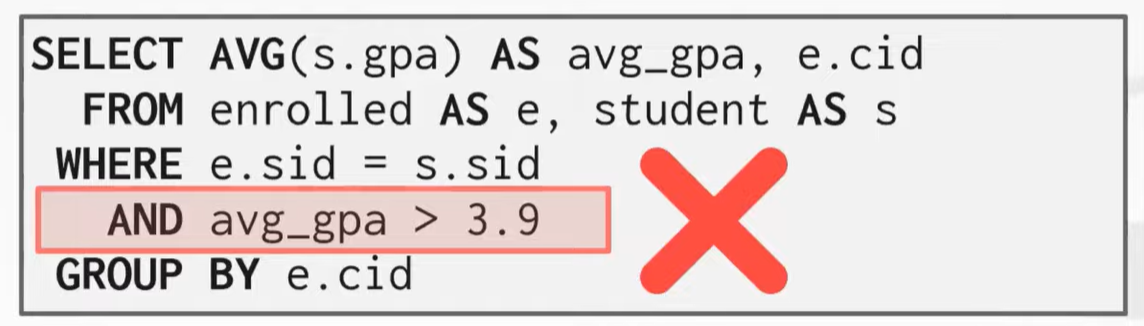 SELECT AVG(s.gpa) AS avg_gpa, e.cid
FROM enrolled AS e, student AS s
WHERE e.sid = s.sid
AND avg_gpa > 3.9
GROUP BY e.cid